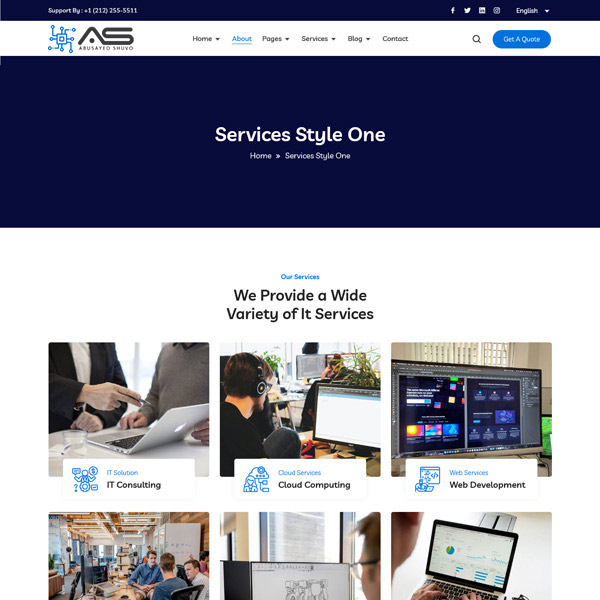 Support By : +1 (212) 255-5511
English
AS
ABUSAYEO SHUVO
Home
About
Pages
Services
Blog
Contact
Get A Quote
Services Style One
Home » Services Style One
Our Services
We Provide a Wide
Variety of It Services
IT Solution
IT Consulting
Cloud Services
Cloud Computing
Web Services
Web Development